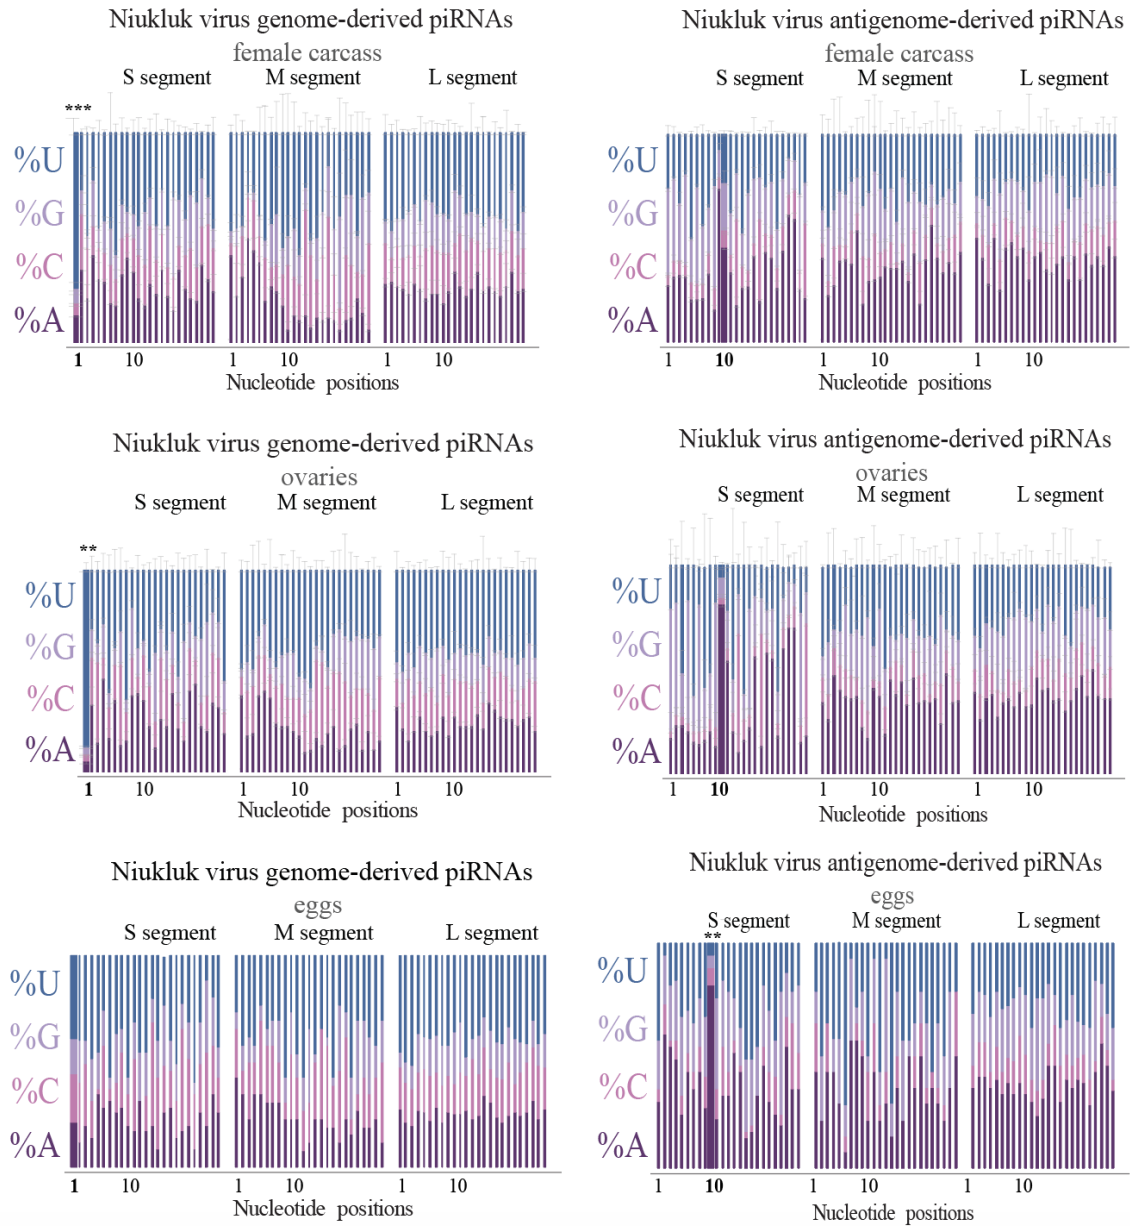 Niukluk virus genome-derived piRNAs
female carcass
S segment M segment L segment
***
%U
%G
%C
%A
1 10 1 10 1 10
Nucleotide positions
Niukluk virus antigenome-derived piRNAs
female carcass
S segment M segment L segment
%U
%G
%C
%A
1 10 1 10 1 10
Nucleotide positions
Niukluk virus genome-derived piRNAs
ovaries
S segment M segment L segment
**
%U
%G
%C
%A
1 10 1 10 1 10
Nucleotide positions
Niukluk virus antigenome-derived piRNAs
ovaries
S segment M segment L segment
%U
%G
%C
%A
1 10 1 10 1 10
Nucleotide positions
Niukluk virus genome-derived piRNAs
eggs
S segment M segment L segment
%U
%G
%C
%A
1 10 1 10 1 10
Nucleotide positions
Niukluk virus antigenome-derived piRNAs
eggs
S segment M segment L segment
**
%U
%G
%C
%A
1 10 1 10 1 10
Nucleotide positions